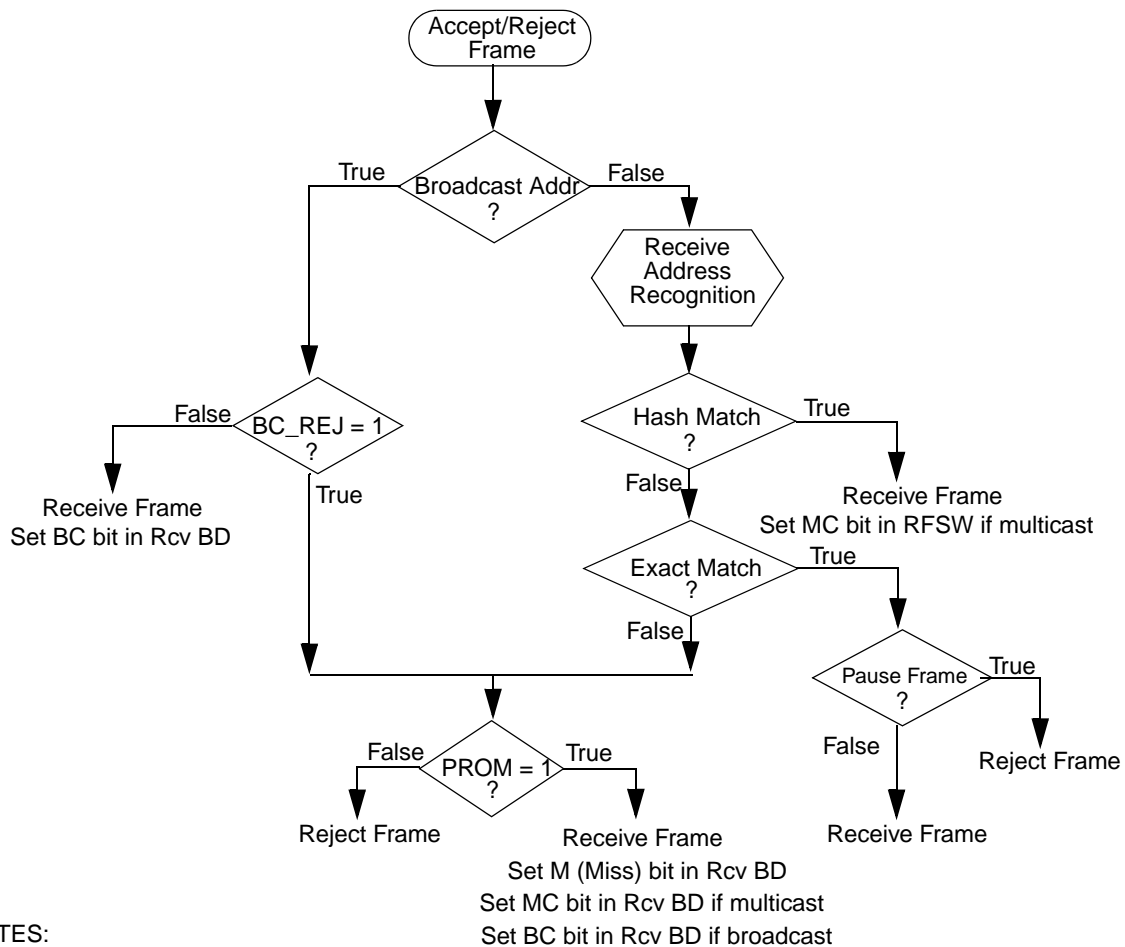 Accept/Reject
Frame
True
False
Broadcast Addr
?
Receive
Address
Recognition
False
BC_REJ = 1
?
True
Hash Match
?
True
False
Receive Frame
Set BC bit in Rcv BD
Receive Frame
Set MC bit in RFSW if multicast
Exact Match
?
True
False
Pause Frame
?
True
False
Reject Frame
Receive Frame
False
PROM = 1
?
True
Reject Frame
Receive Frame
Set M (Miss) bit in Rcv BD
Set MC bit in Rcv BD if multicast
Set BC bit in Rcv BD if broadcast
TES: